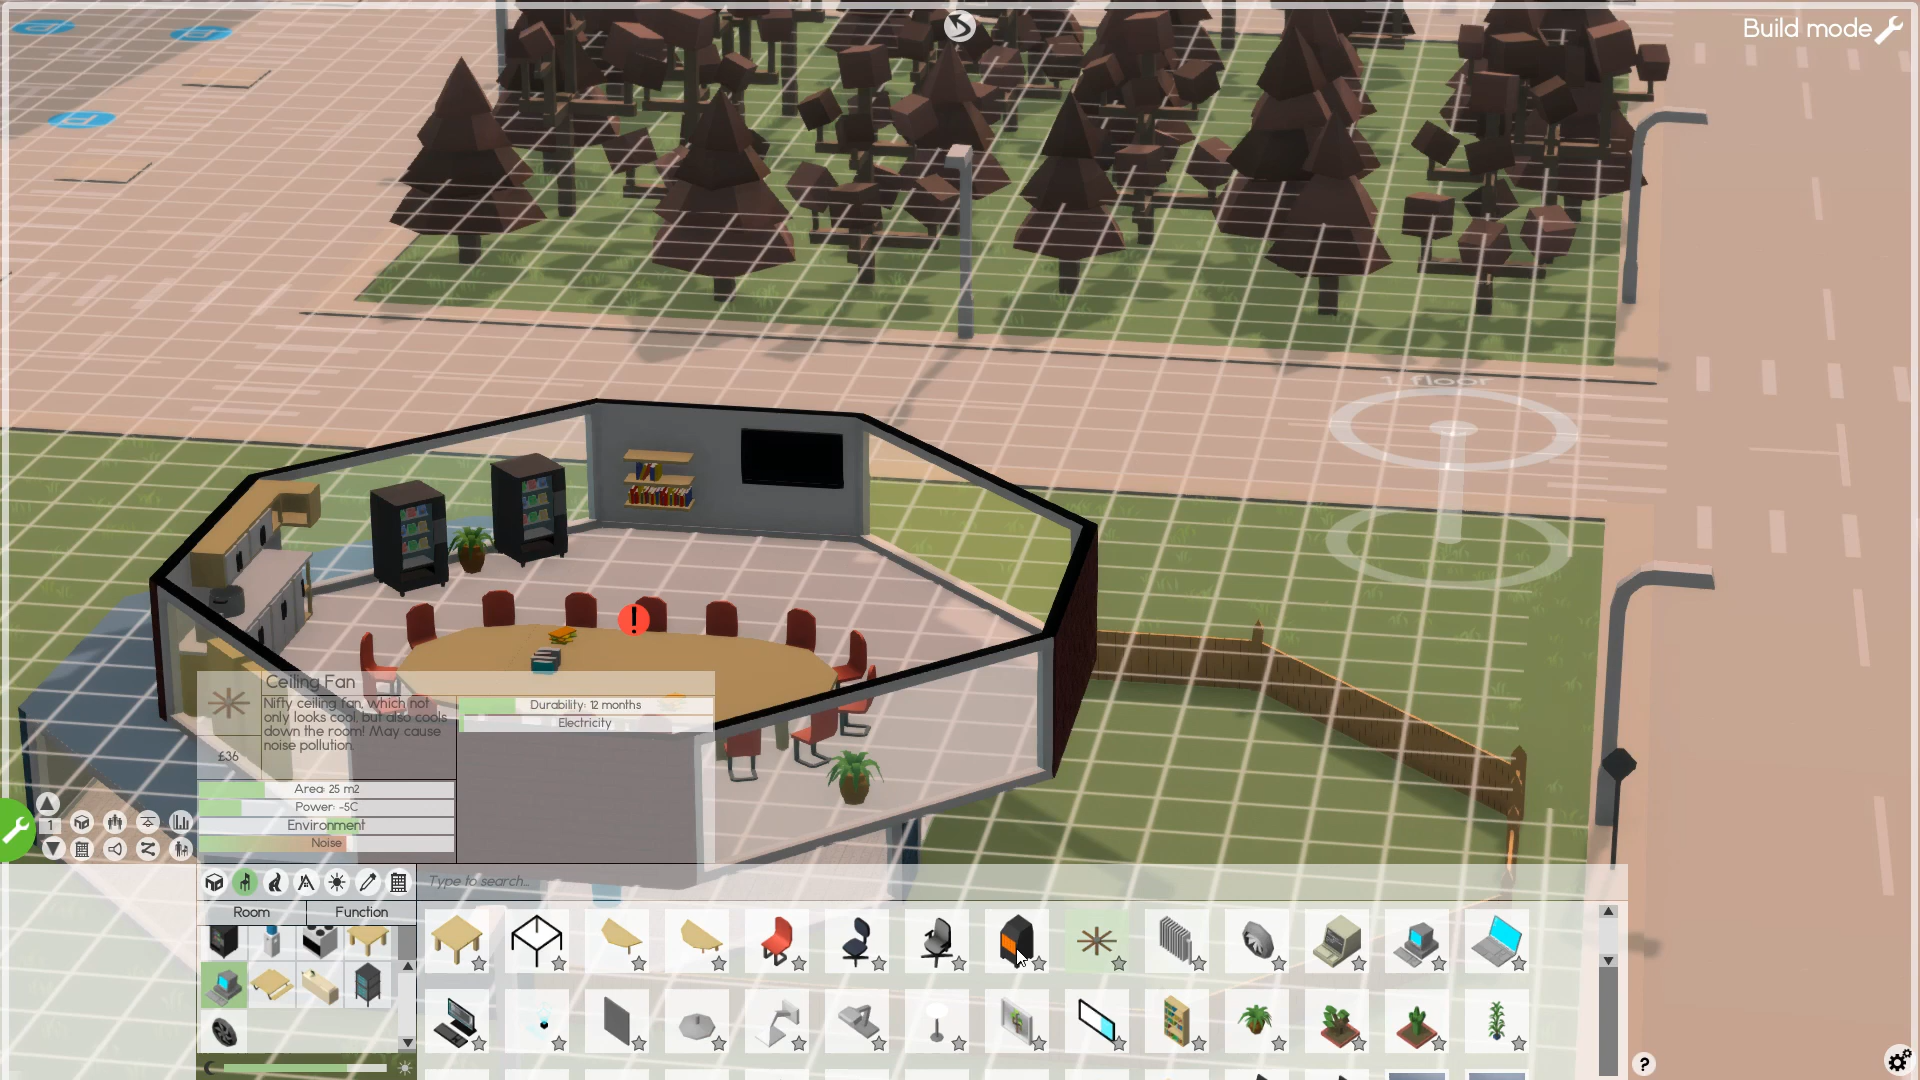 Build mode
1. floor
Ceiling Fan
Nifty ceiling fan, which not
only looks cool, but also cools
down the room! May cause
noise pollution.
£36
Durability: 12 months
Electricity
Area: 25 m2
Power: -5C
Environment
Noise
1
Type to search...
Room
Function
?